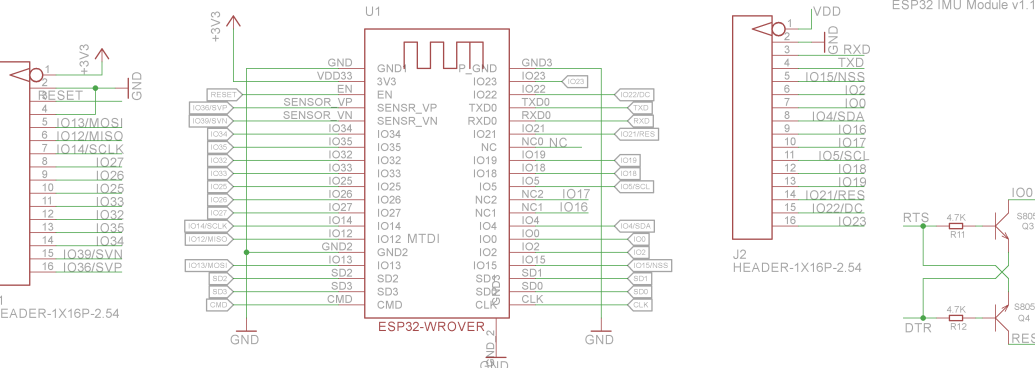 ESP32 IMU Module v1.1
U1
+3V3
GND GND1 P_GND GND3
VDD33 3V3 IO23 IO23 IO23
RESET EN EN IO22 IO22 IO22/DC
IO36/SVP SENSOR_VP SENSR_VP TXD0 TXD0 TXD
IO39/SVN SENSOR_VN SENSR_VN RXD0 RXD0 RXD
IO34 IO34 IO34 IO21 IO21 IO21/RES
IO35 IO35 IO35 NC NC0 NC
IO32 IO32 IO32 IO19 IO19 IO19
IO33 IO33 IO33 IO18 IO18 IO18
IO25 IO25 IO25 IO5 IO5 IO5/SCL
IO26 IO26 IO26 NC2 NC2 IO17
IO27 IO27 IO27 NC1 NC1 IO16
IO14/SCLK IO14 IO14 IO4 IO4 IO4/SDA
IO12/MISO IO12 IO12 MTDI IO0 IO0 IO0
GND2 GND2 IO2 IO2 IO2
IO13/MOSI IO13 IO13 IO15 IO15 IO15/NSS
SD2 SD2 SD2 SD1 SD1
SD3 SD3 SD3 SD0 SD0
CMD CMD CMD CLK CLK CLK
ESP32-WROVER
GND
GND
GND
+3V3
1
2 GND
3 RESET
4
5 IO13/MOSI
6 IO12/MISO
7 IO14/SCLK
8 IO27
9 IO26
10 IO25
11 IO33
12 IO32
13 IO35
14 IO34
15 IO39/SVN
16 IO36/SVP
EADER-1X16P-2.54
VDD
1
2 GND
3 RXD
4 TXD
5 IO15/NSS
6 IO2
7 IO0
8 IO4/SDA
9 IO16
10 IO17
11 IO5/SCL
12 IO18
13 IO19
14 IO21/RES
15 IO22/DC
16 IO23
J2
HEADER-1X16P-2.54
IO0
RTS 4.7K S805
R11 Q3
4.7K S805
DTR R12 Q4
RES